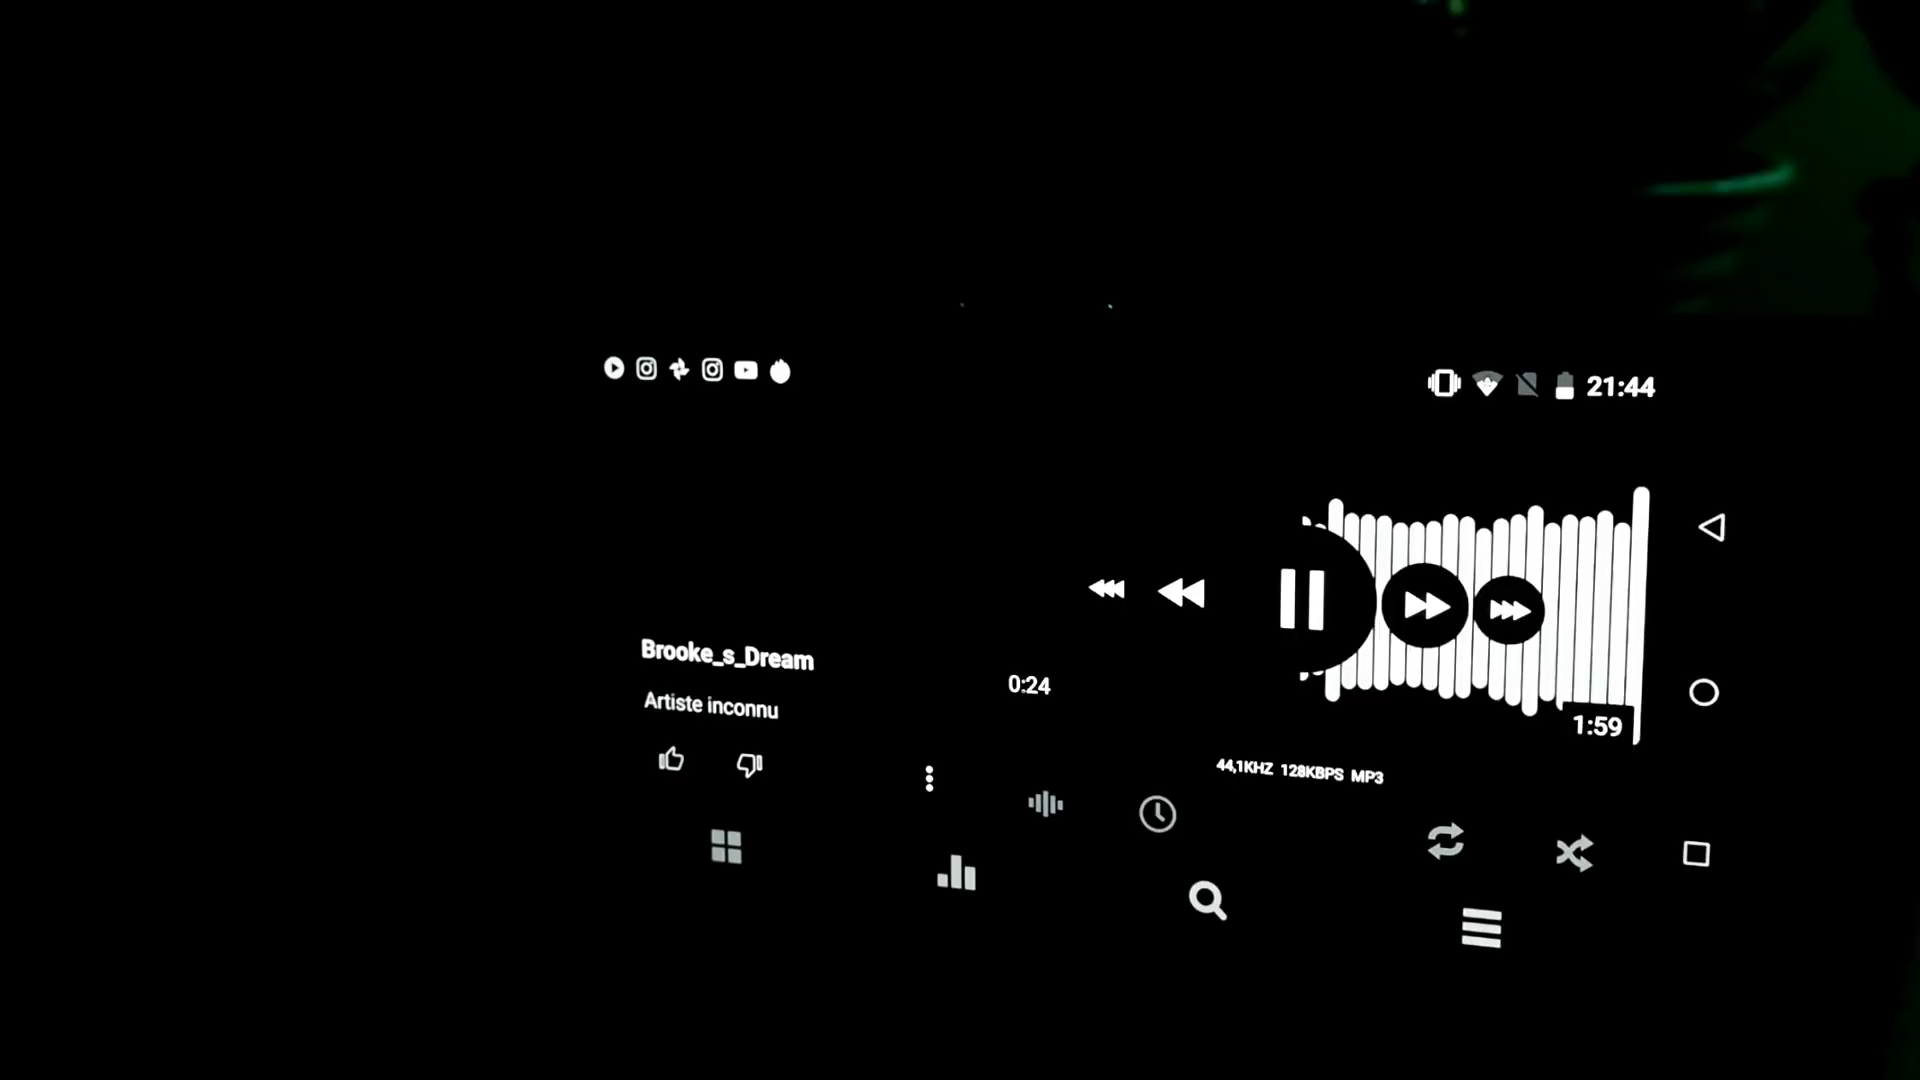 21:44
Brooke_s_Dream
Artiste inconnu
0:24
1:59
44,1KHZ 128KBPS MP3